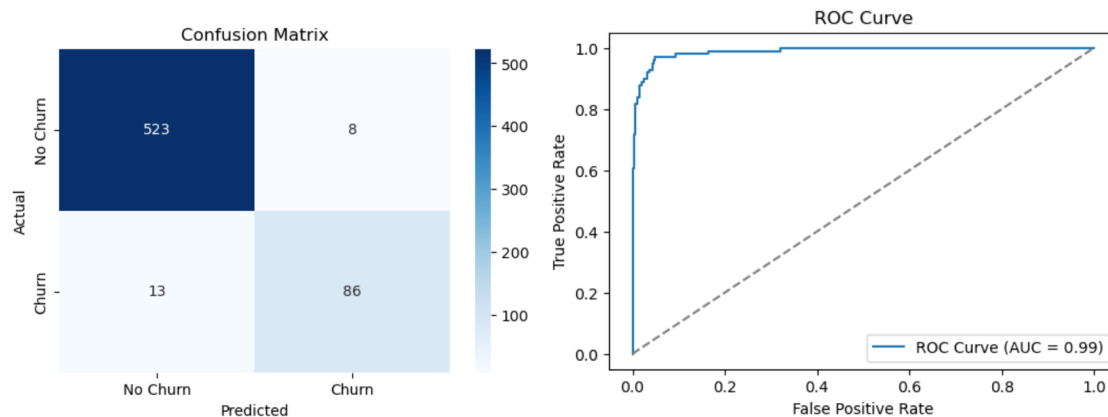 Confusion Matrix
No Churn
Churn
Actual
523
8
13
86
No Churn
Churn
Predicted
500
400
300
200
100
ROC Curve
1.0
0.8
0.6
0.4
0.2
0.0
True Positive Rate
ROC Curve (AUC = 0.99)
0.0
0.2
0.4
0.6
0.8
1.0
False Positive Rate